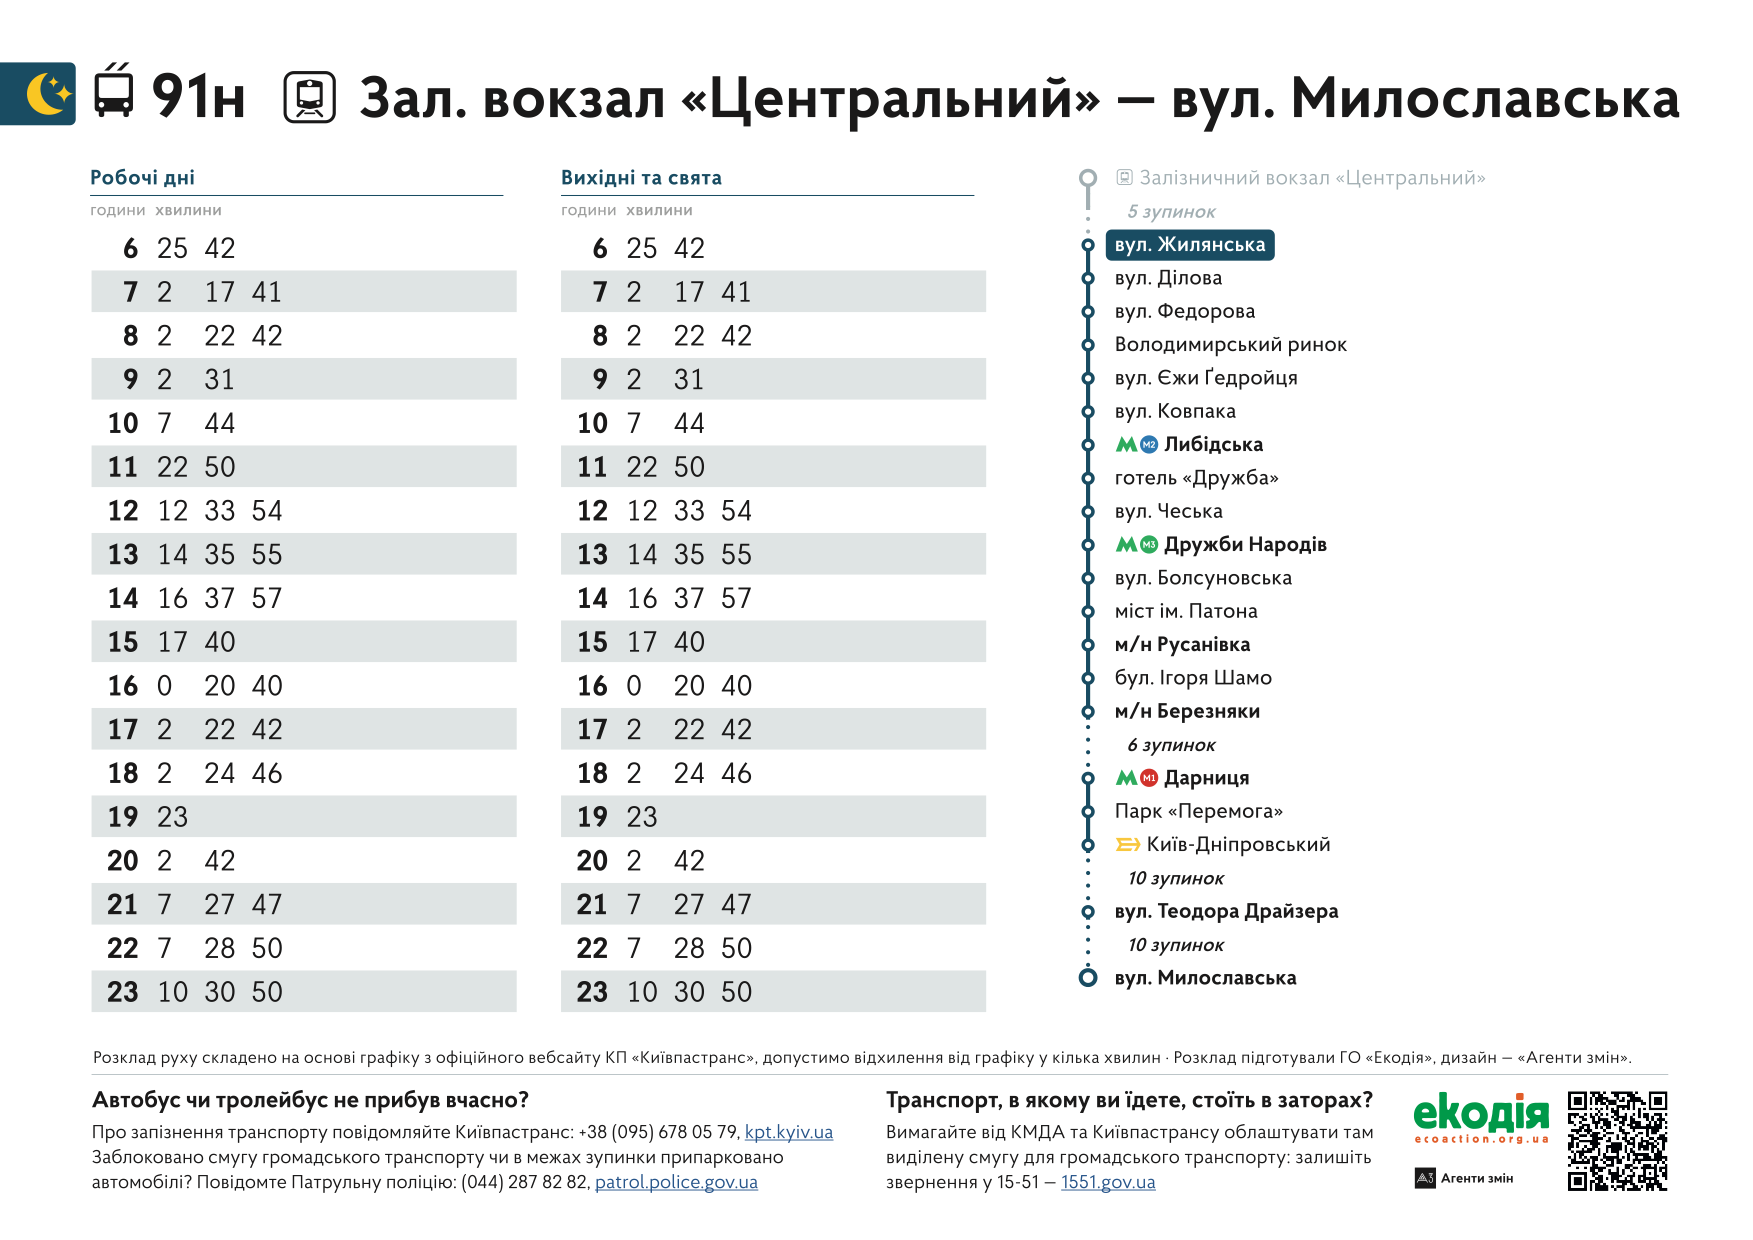 91н Зал. вокзал «Центральний» — вул. Милославська
Робочі дні
години хвилини
6 25 42
7 2 17 41
8 2 22 42
9 2 31
10 7 44
11 22 50
12 12 33 54
13 14 35 55
14 16 37 57
15 17 40
16 0 20 40
17 2 22 42
18 2 24 46
19 23
20 2 42
21 7 27 47
22 7 28 50
23 10 30 50
Вихідні та свята
години хвилини
6 25 42
7 2 17 41
8 2 22 42
9 2 31
10 7 44
11 22 50
12 12 33 54
13 14 35 55
14 16 37 57
15 17 40
16 0 20 40
17 2 22 42
18 2 24 46
19 23
20 2 42
21 7 27 47
22 7 28 50
23 10 30 50
Залізничний вокзал «Центральний»
5 зупинок
вул. Жилянська
вул. Ділова
вул. Федорова
Володимирський ринок
вул. Єжи Ґедройця
вул. Ковпака
М M2 Либідська
готель «Дружба»
вул. Чеська
М M3 Дружби Народів
вул. Болсуновська
міст ім. Патона
м/н Русанівка
бул. Ігоря Шамо
м/н Березняки
6 зупинок
М M1 Дарниця
Парк «Перемога»
Київ-Дніпровський
10 зупинок
вул. Теодора Драйзера
10 зупинок
вул. Милославська
Розклад руху складено на основі графіку з офіційного вебсайту КП «Київпастранс», допустимо відхилення від графіку у кілька хвилин · Розклад підготували ГО «Екодія», дизайн — «Агенти змін».
Автобус чи тролейбус не прибув вчасно?
Про запізнення транспорту повідомляйте Київпастранс: +38 (095) 678 05 79, kpt.kyiv.ua
Заблоковано смугу громадського транспорту чи в межах зупинки припарковано
автомобілі? Повідомте Патрульну поліцію: (044) 287 82 82, patrol.police.gov.ua
Транспорт, в якому ви їдете, стоїть в заторах?
Вимагайте від КМДА та Київпастрансу облаштувати там
виділену смугу для громадського транспорту: залишіть
звернення у 15-51 — 1551.gov.ua
екодія
ecoaction.org.ua
АЗ Агенти змін